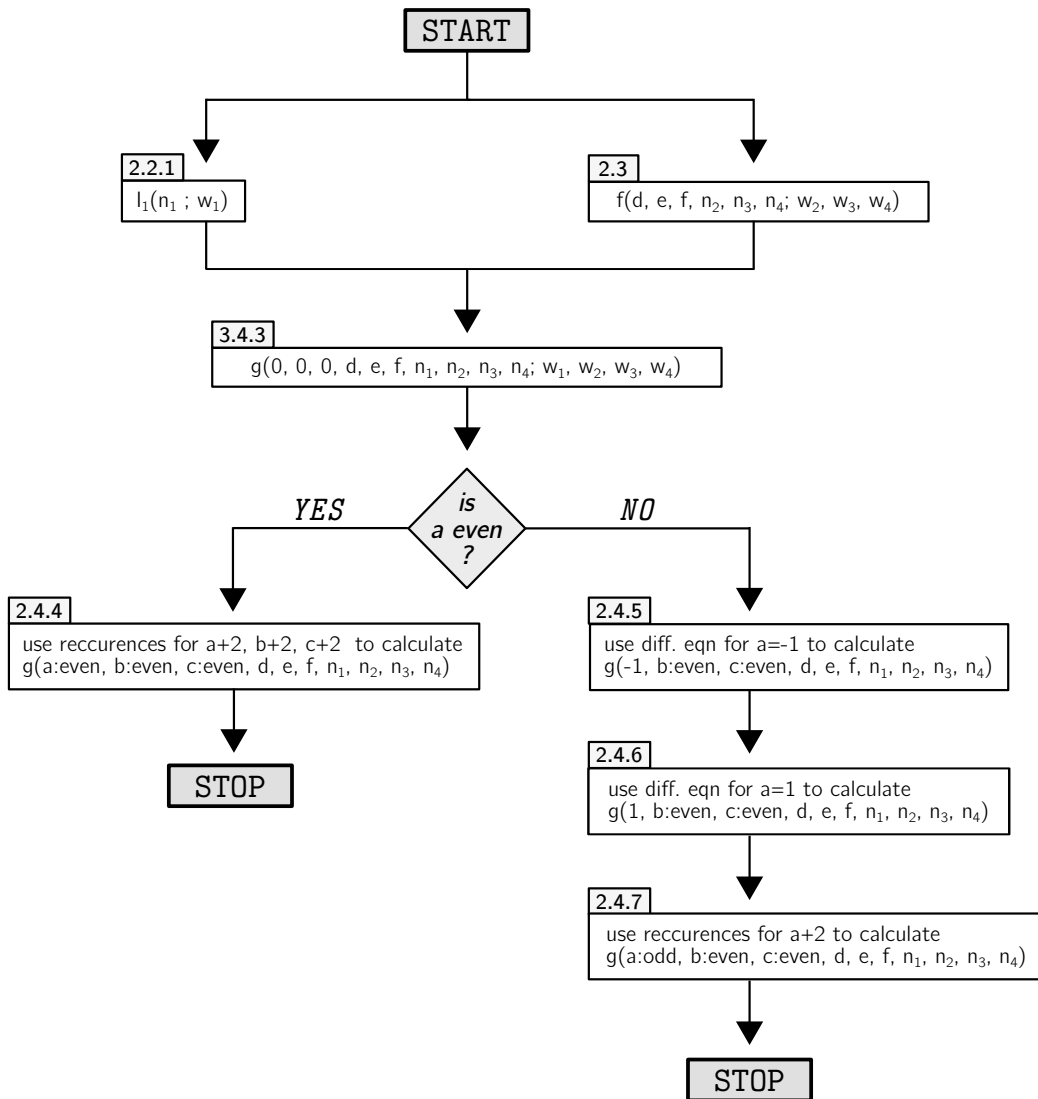 START
2.2.1
I₁(n₁ ; w₁)
2.3
f(d, e, f, n₂, n₃, n₄; w₂, w₃, w₄)
3.4.3
g(0, 0, 0, d, e, f, n₁, n₂, n₃, n₄; w₁, w₂, w₃, w₄)
is
a even
?
YES
NO
2.4.4
use reccurences for a+2, b+2, c+2 to calculate
g(a:even, b:even, c:even, d, e, f, n₁, n₂, n₃, n₄)
STOP
2.4.5
use diff. eqn for a=-1 to calculate
g(-1, b:even, c:even, d, e, f, n₁, n₂, n₃, n₄)
2.4.6
use diff. eqn for a=1 to calculate
g(1, b:even, c:even, d, e, f, n₁, n₂, n₃, n₄)
2.4.7
use reccurences for a+2 to calculate
g(a:odd, b:even, c:even, d, e, f, n₁, n₂, n₃, n₄)
STOP